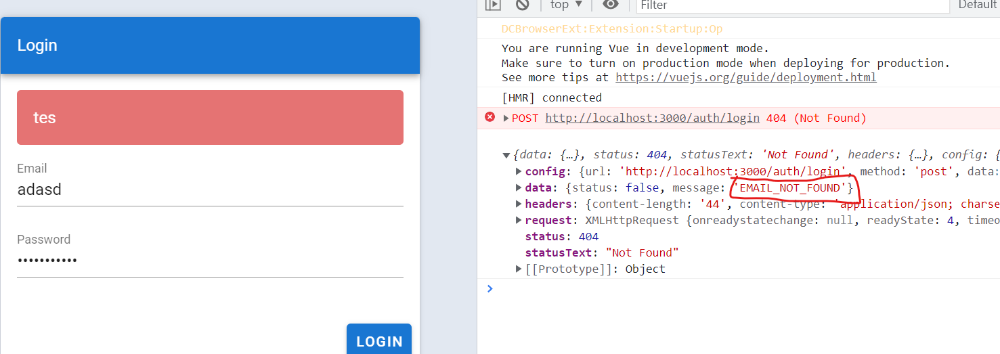 Login
tes
Email
adasd
Password
•••••••••••
LOGIN
top ▼ Filter Default
DCBrowserExt:Extension:Startup:Op
You are running Vue in development mode.
Make sure to turn on production mode when deploying for production.
See more tips at https://vuejs.org/guide/deployment.html
[HMR] connected
▶POST http://localhost:3000/auth/login 404 (Not Found)
▼{data: {…}, status: 404, statusText: 'Not Found', headers: {…}, config: {
▶config: {url: 'http://localhost:3000/auth/login', method: 'post', data:
▶data: {status: false, message: 'EMAIL_NOT_FOUND'}
▶headers: {content-length: '44', content-type: 'application/json; charse
▶request: XMLHttpRequest {onreadystatechange: null, readyState: 4, timeo
status: 404
statusText: "Not Found"
▶[[Prototype]]: Object